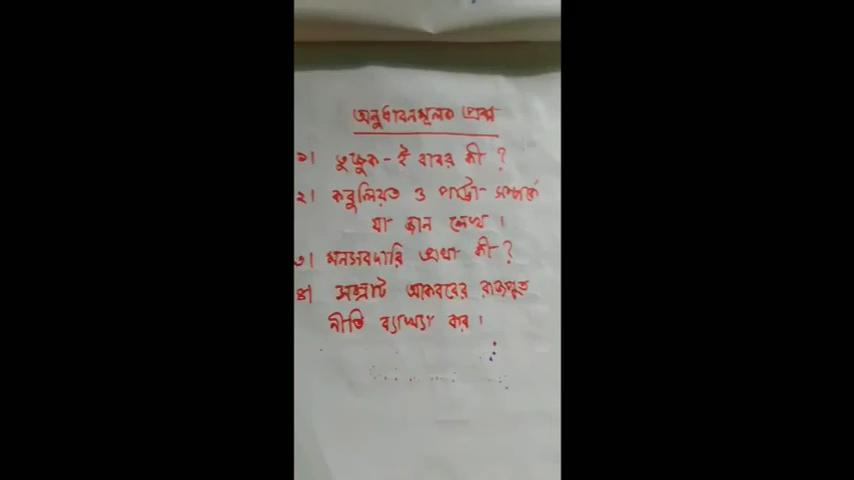 অনুধাবনমূলক প্রশ্ন
১। তুজুক-ই বাবর কী ?
২। কবুলিয়ত ও পাট্টা সম্পর্কে
যা জান লেখ ।
৩। মনসবদারি প্রথা কী ?
৪। সম্রাট আকবরের রাজপুত
নীতি ব্যাখ্যা কর ।